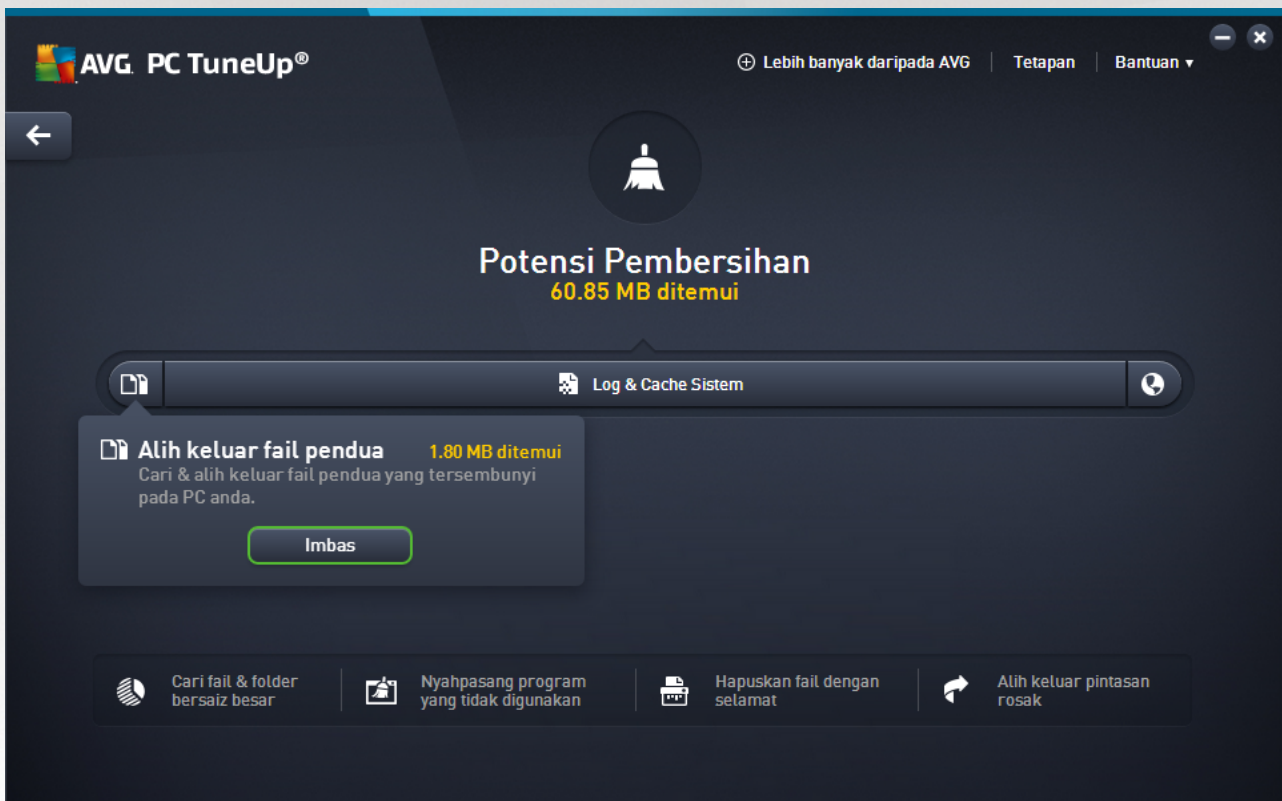 AVG. PC TuneUp®
Lebih banyak daripada AVG
Tetapan
Bantuan
Potensi Pembersihan
60.85 MB ditemui
Log & Cache Sistem
Alih keluar fail pendua 1.80 MB ditemui
Cari & alih keluar fail pendua yang tersembunyi
pada PC anda.
Imbas
Cari fail & folder
bersaiz besar
Nyahpasang program
yang tidak digunakan
Hapuskan fail dengan
selamat
Alih keluar pintasan
rosak